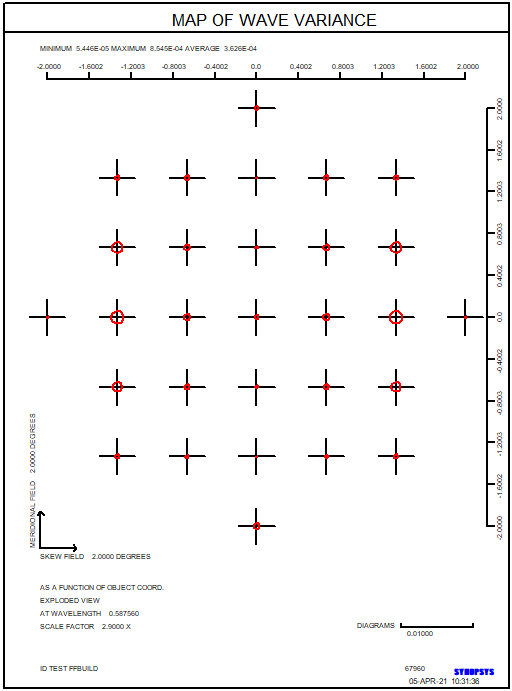 MAP OF WAVE VARIANCE
MINIMUM 5.446E-05 MAXIMUM 8.545E-04 AVERAGE 3.626E-04
-2.0000 -1.6002 -1.2003 -0.8003 -0.4002 0.0 0.4002 0.8003 1.2003 1.6002 2.0000
2.0000
1.6002
1.2003
0.8003
0.4002
0.0
-0.4002
-0.8003
-1.2003
-1.6002
-2.0000
MERIDIONAL FIELD 2.0000 DEGREES
SKEW FIELD 2.0000 DEGREES
AS A FUNCTION OF OBJECT COORD.
EXPLODED VIEW
AT WAVELENGTH 0.587560
SCALE FACTOR 2.9000 X
DIAGRAMS
0.01000
ID TEST FFBUILD 67960
SYNOPSYS
05-APR-21 10:31:36